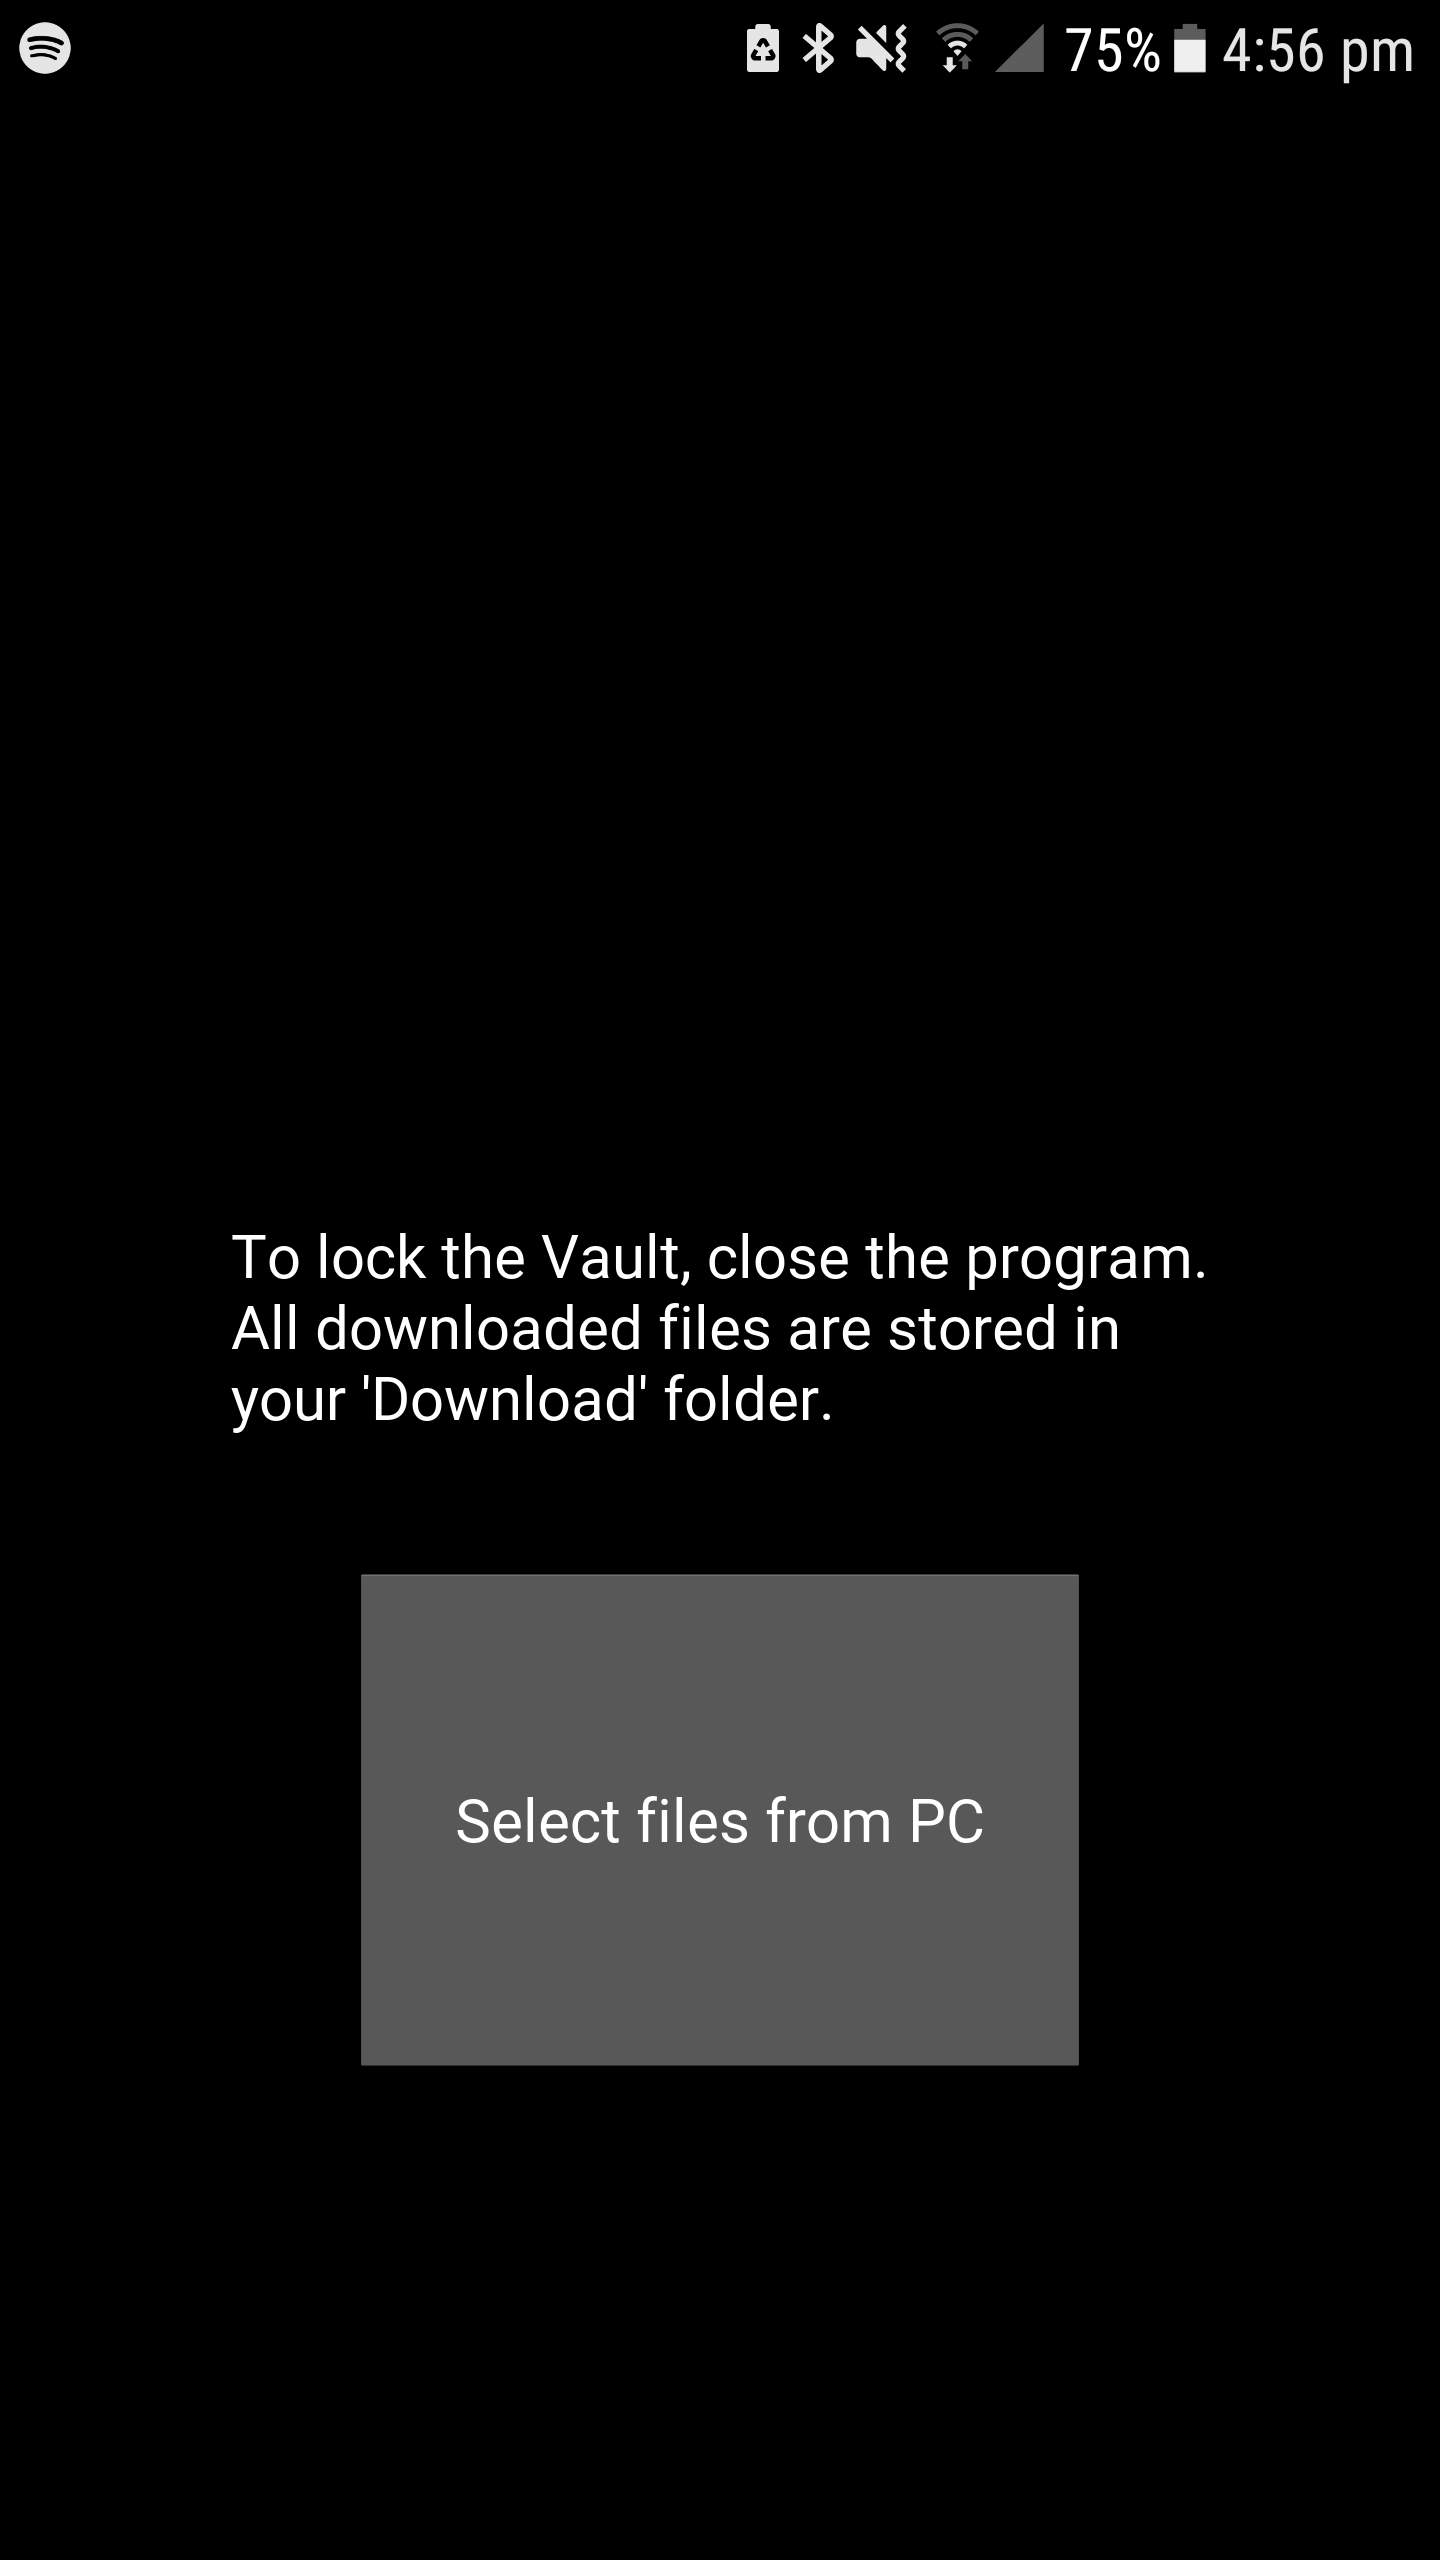 75% 4:56 pm
To lock the Vault, close the program.
All downloaded files are stored in
your 'Download' folder.
Select files from PC